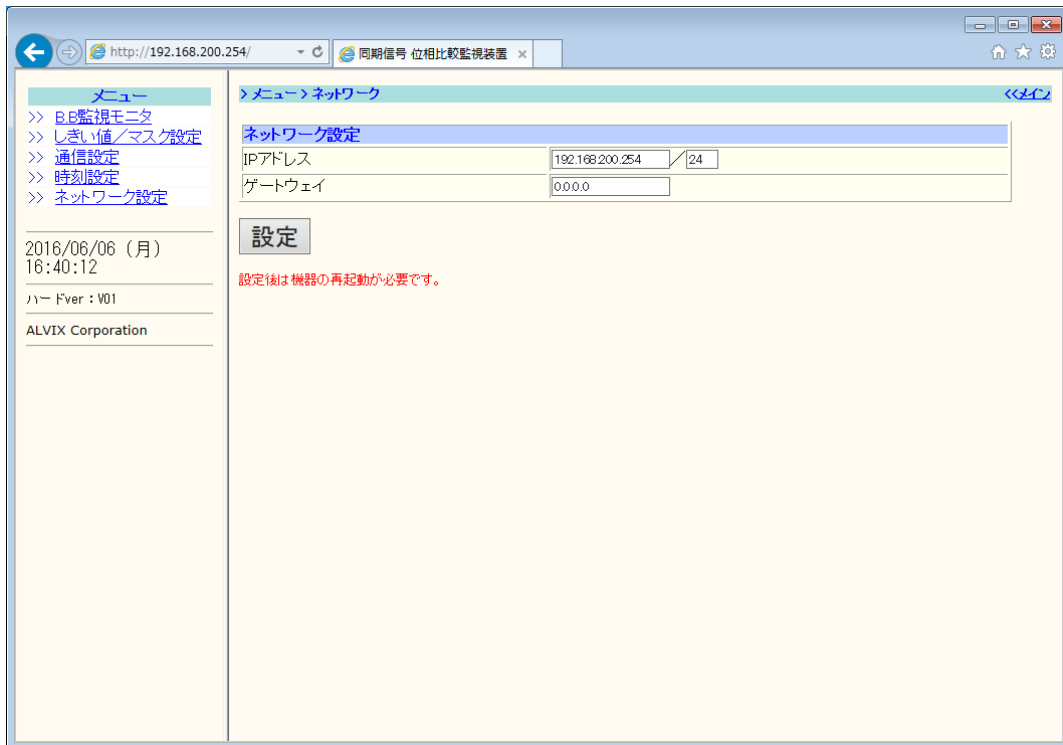 http://192.168.200.254/
同期信号 位相比較監視装置
メニュー
>> B.B監視モニタ
>> しきい値／マスク設定
>> 通信設定
>> 時刻設定
>> ネットワーク設定
2016/06/06 (月)
16:40:12
ハードver：V01
ALVIX Corporation
> メニュー > ネットワーク
<<メイン
ネットワーク設定
IPアドレス 192.168.200.254 ／ 24
ゲートウェイ 0.0.0.0
設定
設定後は機器の再起動が必要です。